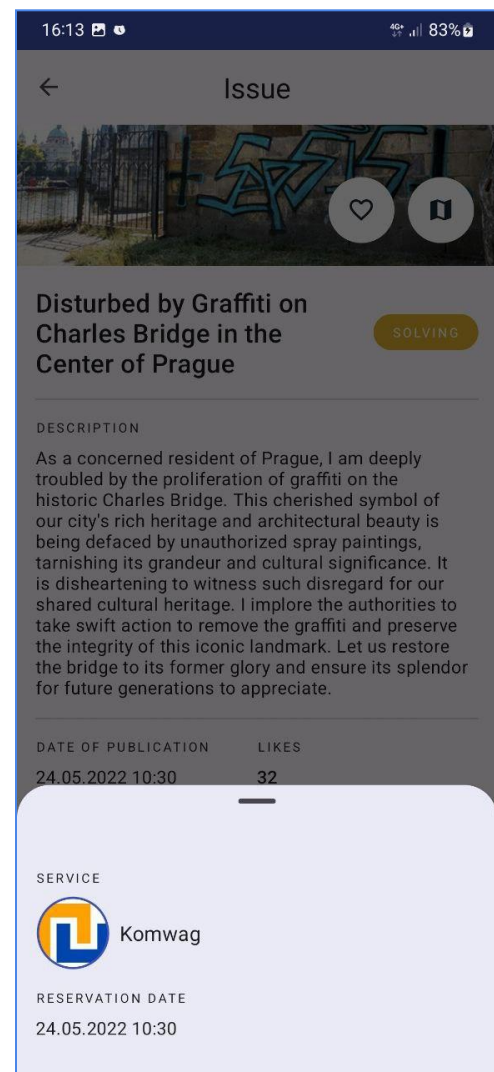 16:13 4G+ 83%
Issue
Disturbed by Graffiti on
Charles Bridge in the
Center of Prague
SOLVING
DESCRIPTION
As a concerned resident of Prague, I am deeply
troubled by the proliferation of graffiti on the
historic Charles Bridge. This cherished symbol of
our city's rich heritage and architectural beauty is
being defaced by unauthorized spray paintings,
tarnishing its grandeur and cultural significance. It
is disheartening to witness such disregard for our
shared cultural heritage. I implore the authorities to
take swift action to remove the graffiti and preserve
the integrity of this iconic landmark. Let us restore
the bridge to its former glory and ensure its splendor
for future generations to appreciate.
DATE OF PUBLICATION LIKES
24.05.2022 10:30 32
SERVICE
Komwag
RESERVATION DATE
24.05.2022 10:30